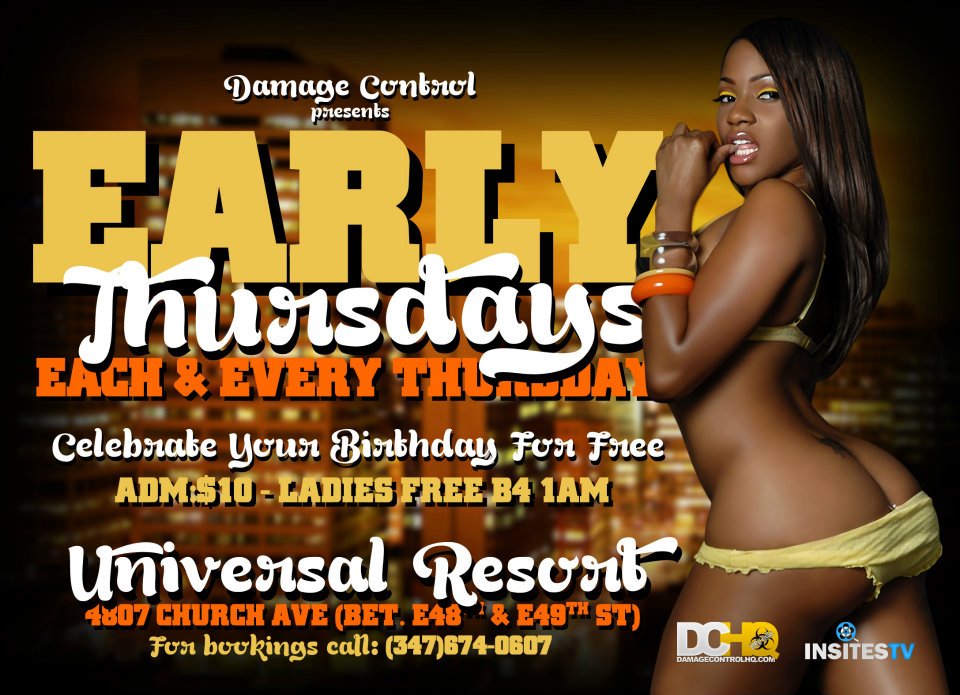 Damage Control
presents
EARLY
Thursdays
EACH & EVERY THURSDAY
Celebrate Your Birthday For Free
ADM:$10 - LADIES FREE B4 1AM
Universal Resort
4807 CHURCH AVE (BET. E48 & E49TH ST)
For bookings call: (347)674-0607
DCHQ
DAMAGECONTROLHQ.COM
INSITESTV